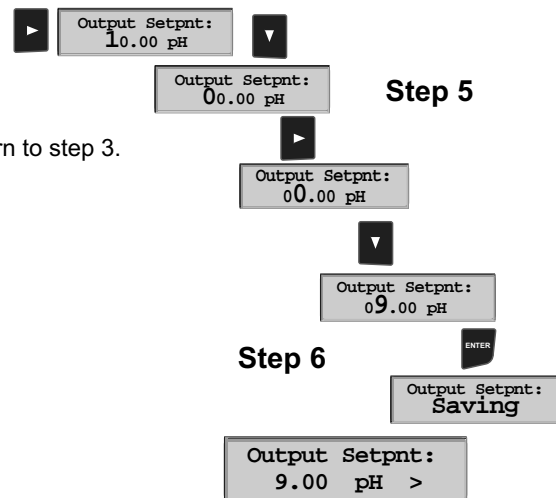 Output Setpnt:
10.00 pH
Output Setpnt:
00.00 pH
Step 5
rn to step 3.
Output Setpnt:
00.00 pH
Output Setpnt:
09.00 pH
Step 6
ENTER
Output Setpnt:
Saving
Output Setpnt:
9.00 pH >